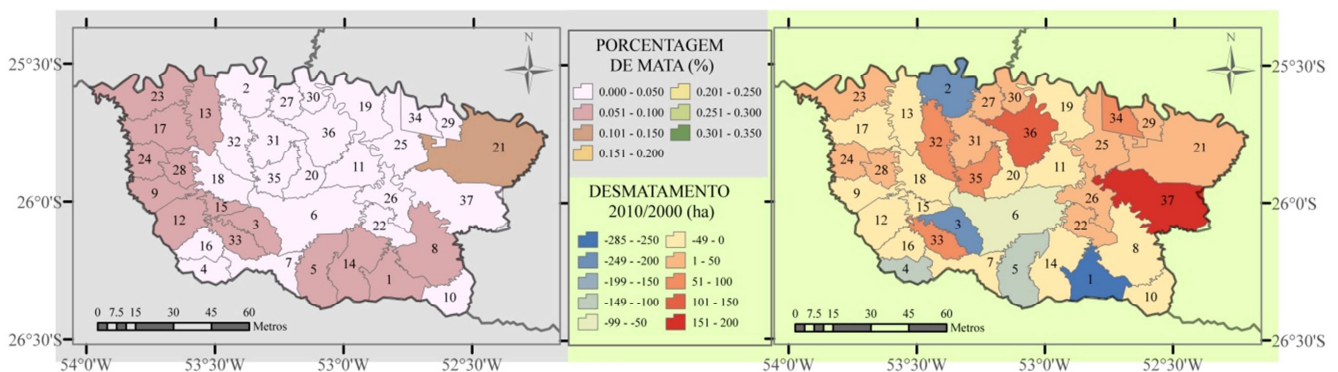 PORCENTAGEM
DE MATA (%)
0.000 - 0.050
0.051 - 0.100
0.101 - 0.150
0.151 - 0.200
0.201 - 0.250
0.251 - 0.300
0.301 - 0.350
DESMATAMENTO
2010/2000 (ha)
-285 - -250
-249 - -200
-199 - -150
-149 - -100
-99 - -50
-49 - 0
1 - 50
51 - 100
101 - 150
151 - 200
25°30'S
26°0'S
26°30'S
54°0'W 53°30'W 53°0'W 52°30'W
N
23
13
2
27
30
19
34
29
17
32
31
36
25
21
24
28
18
35
20
11
9
15
26
37
12
3
6
22
33
16
8
4
7
5
14
1
10
0 7.5 15 30 45 60
Metros
N
23
13
2
27
30
19
34
29
17
32
31
36
25
21
24
28
18
35
20
11
9
15
26
37
12
3
6
22
33
16
8
4
7
5
14
1
10
0 7.5 15 30 45 60
Metros
25°30'S
26°0'S
26°30'S
54°0'W 53°30'W 53°0'W 52°30'W